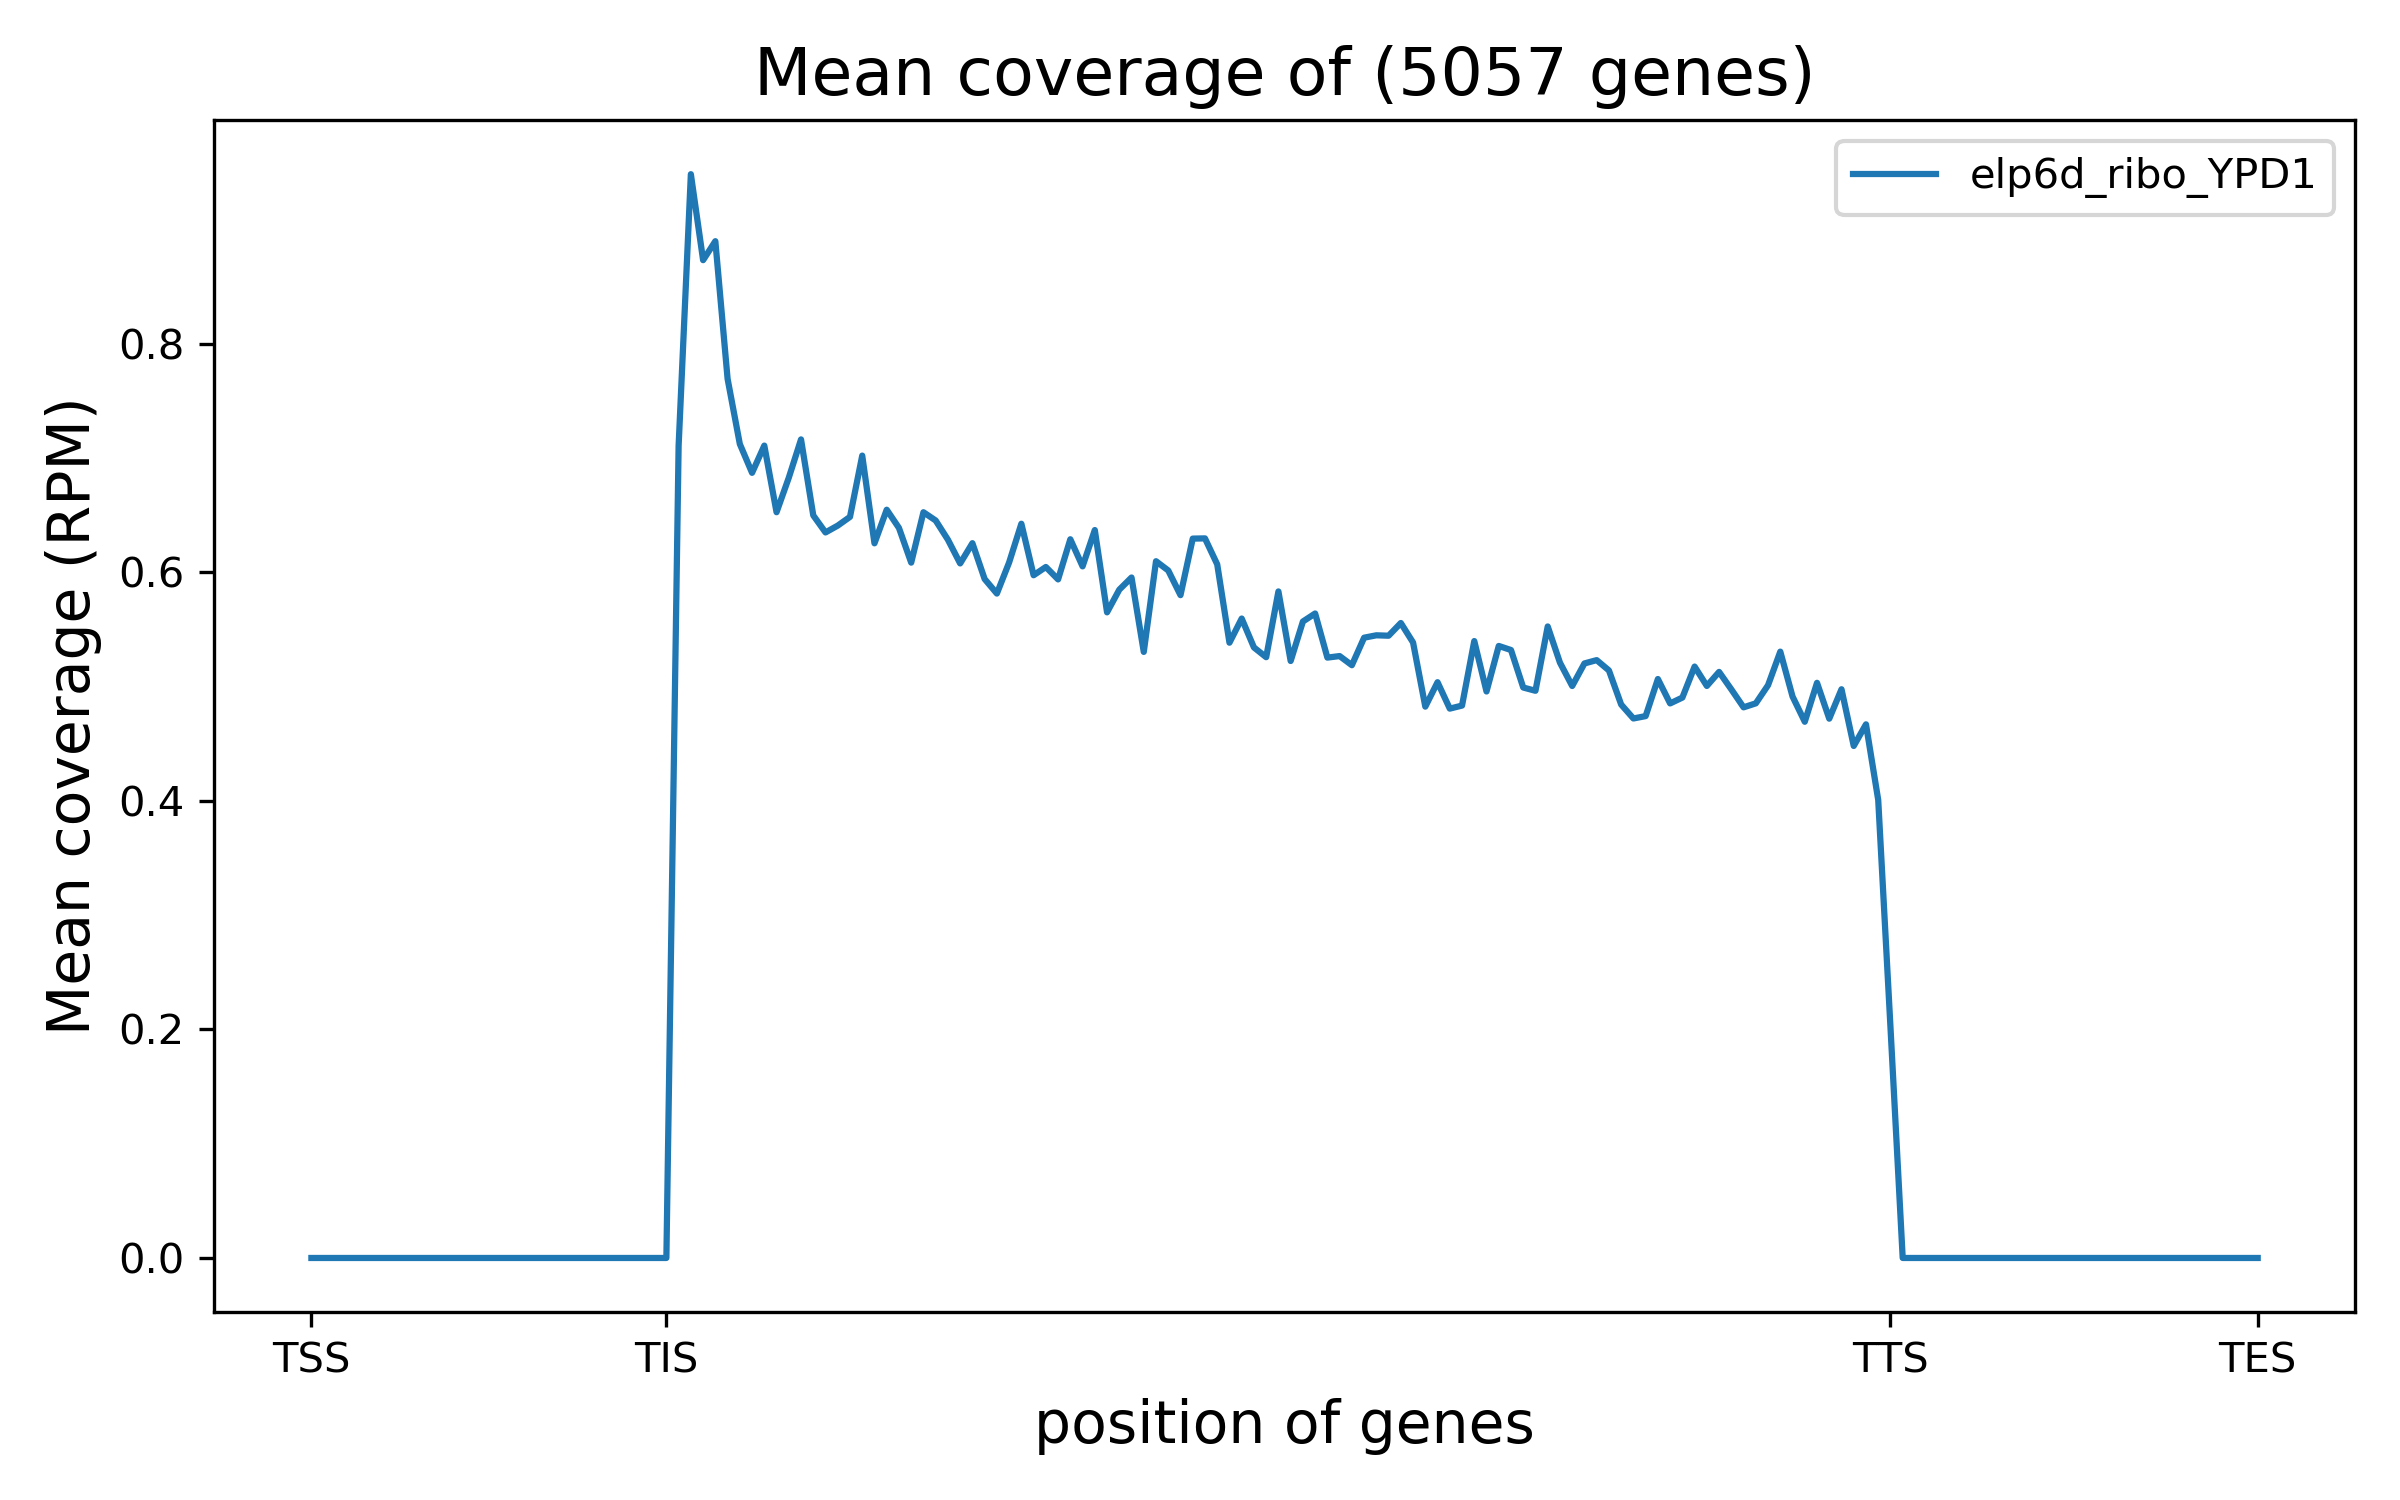 Mean coverage of (5057 genes)
elp6d_ribo_YPD1
Mean coverage (RPM)
0.8
0.6
0.4
0.2
0.0
TSS TIS TTS TES
position of genes